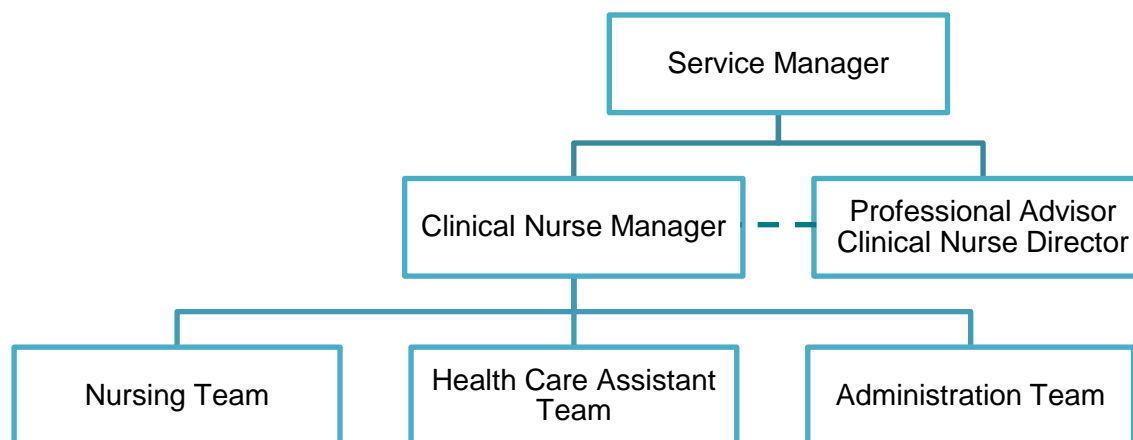 Service Manager
Clinical Nurse Manager
Professional Advisor
Clinical Nurse Director
Nursing Team
Health Care Assistant
Team
Administration Team